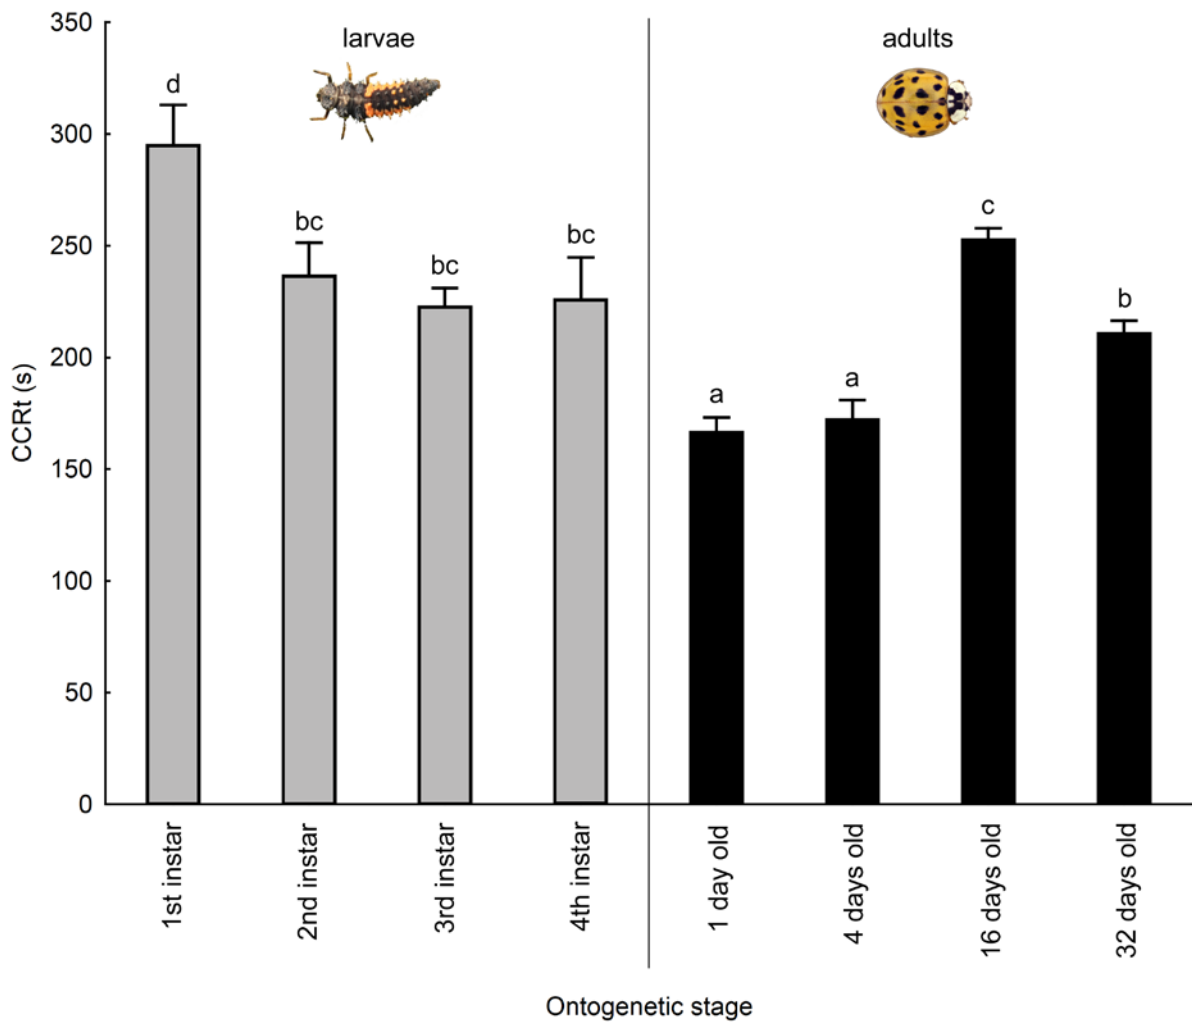 350
300
250
200
150
100
50
0
CCRt (s)
larvae
adults
d
bc
bc
bc
a
a
c
b
1st instar
2nd instar
3rd instar
4th instar
1 day old
4 days old
16 days old
32 days old
Ontogenetic stage